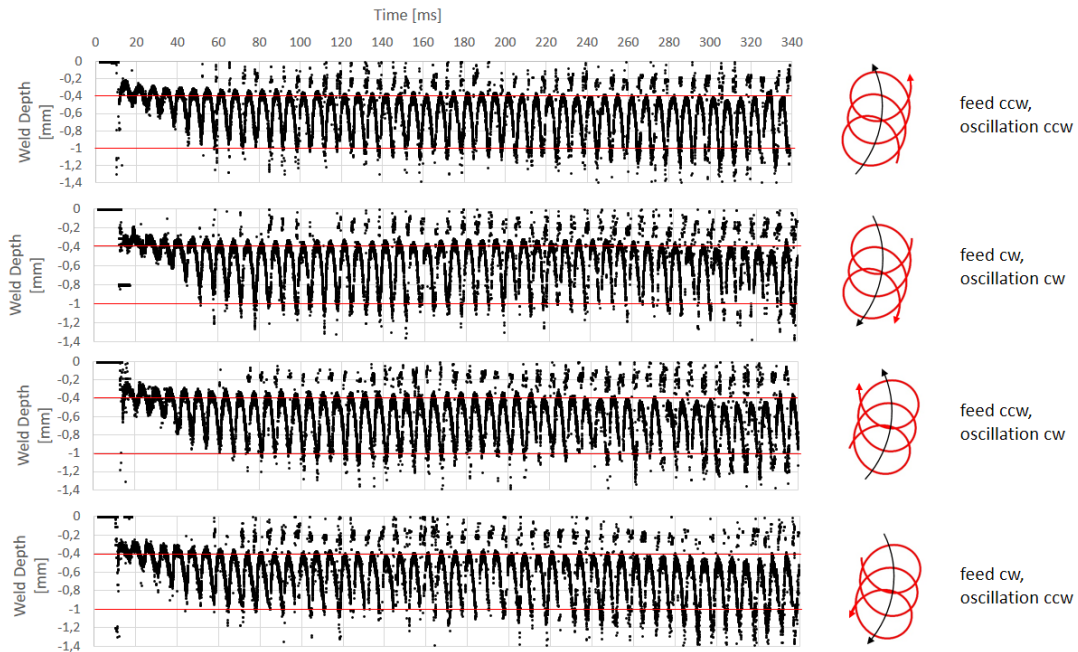 Time [ms]
0 20 40 60 80 100 120 140 160 180 200 220 240 260 280 300 320 340
Weld Depth
[mm]
0
-0,2
-0,4
-0,6
-0,8
-1
-1,2
-1,4
feed ccw,
oscillation ccw
Weld Depth
[mm]
0
-0,2
-0,4
-0,6
-0,8
-1
-1,2
-1,4
feed cw,
oscillation cw
Weld Depth
[mm]
0
-0,2
-0,4
-0,6
-0,8
-1
-1,2
-1,4
feed ccw,
oscillation cw
Weld Depth
[mm]
0
-0,2
-0,4
-0,6
-0,8
-1
-1,2
-1,4
feed cw,
oscillation ccw